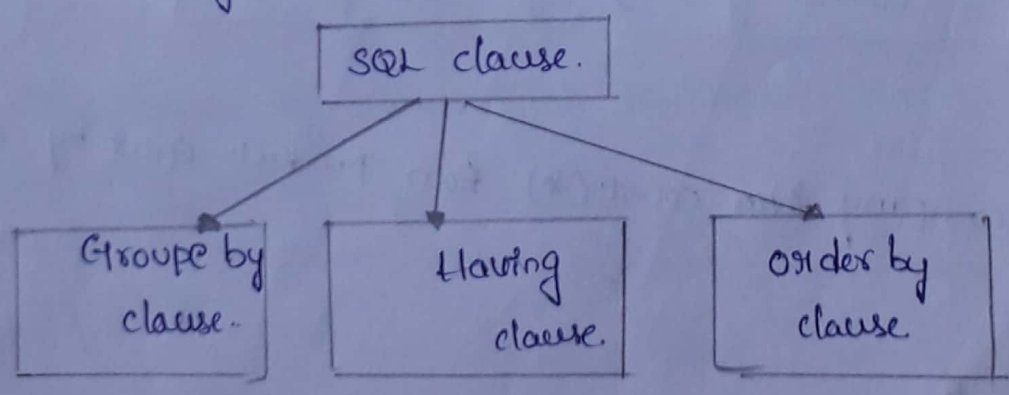 SQL clause.
Groupe by
clause..
Having
clause.
order by
clause